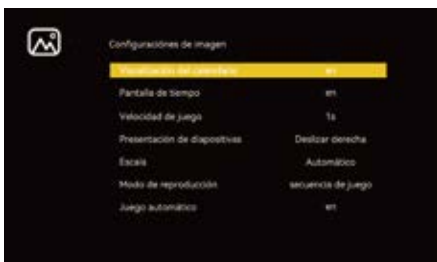 Configuraciónes de imagen
Visualización del calendario en
Pantalla de tiempo en
Velocidad de juego 1s
Presentación de diapositivas Deslizar derecha
Escala Automático
Modo de reproducción secuencia de juego
Juego automático en